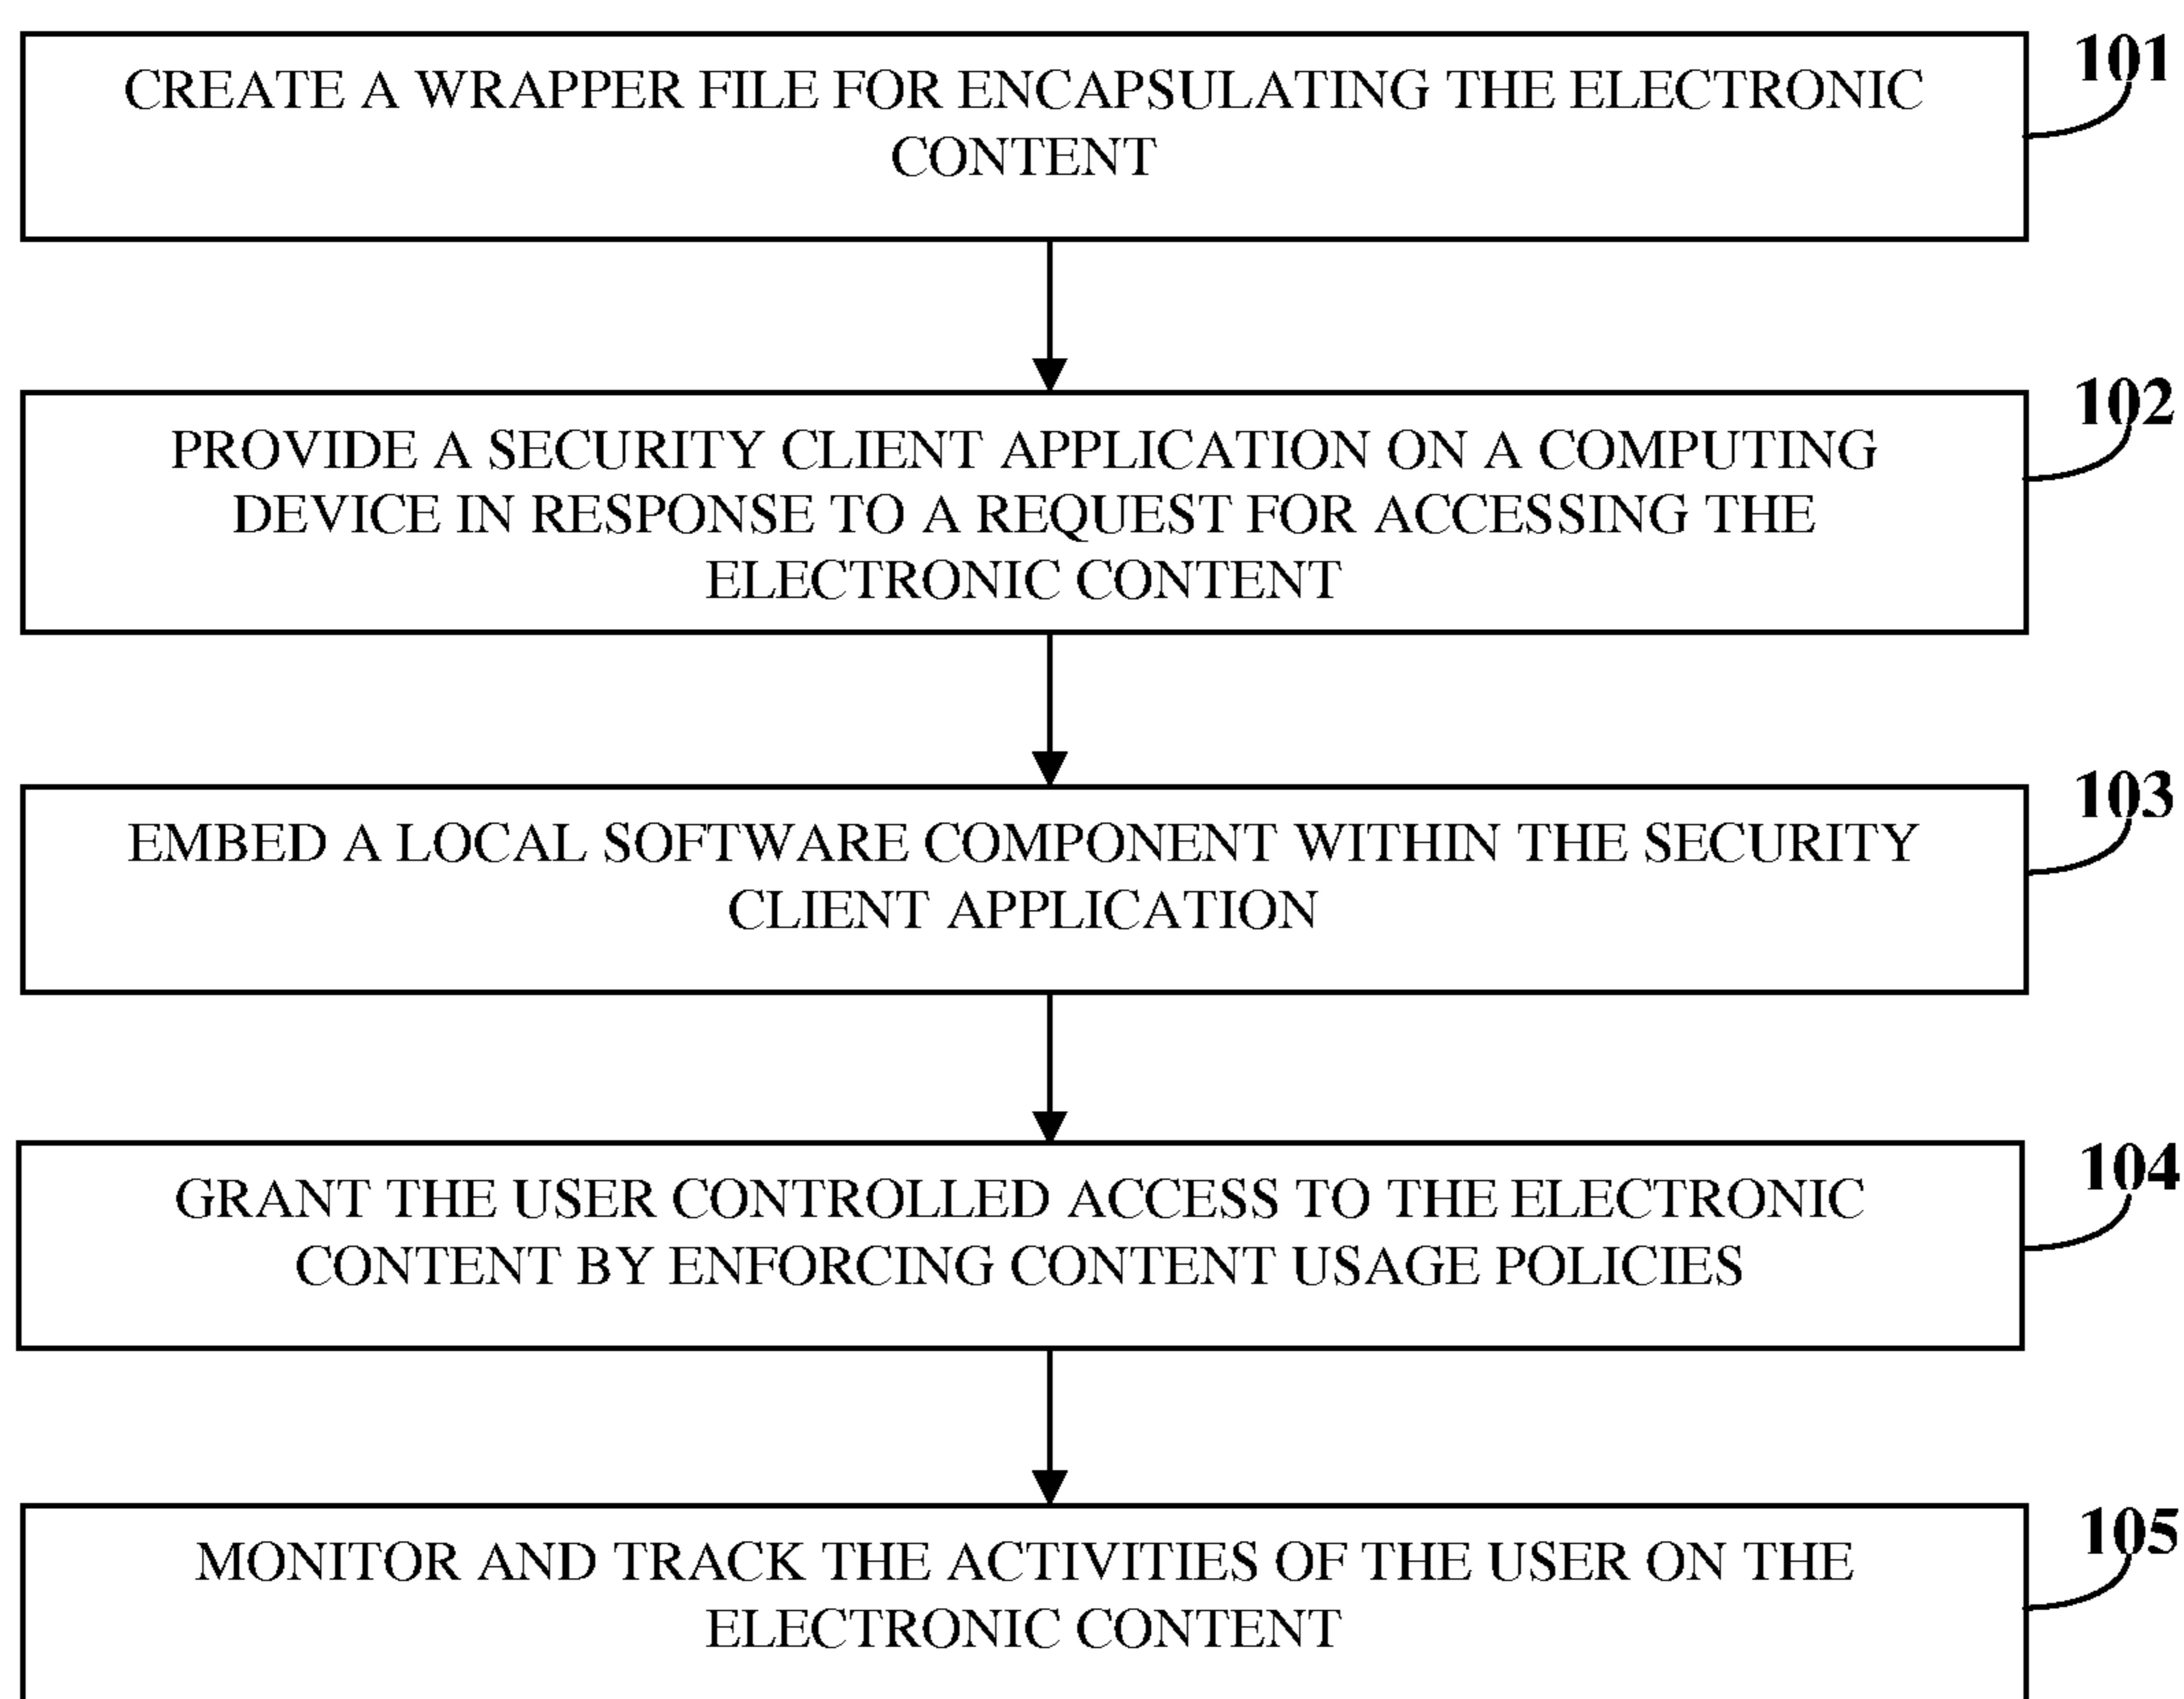 101
CREATE A WRAPPER FILE FOR ENCAPSULATING THE ELECTRONIC
CONTENT
102
PROVIDE A SECURITY CLIENT APPLICATION ON A COMPUTING
DEVICE IN RESPONSE TO A REQUEST FOR ACCESSING THE
ELECTRONIC CONTENT
103
EMBED A LOCAL SOFTWARE COMPONENT WITHIN THE SECURITY
CLIENT APPLICATION
104
GRANT THE USER CONTROLLED ACCESS TO THE ELECTRONIC
CONTENT BY ENFORCING CONTENT USAGE POLICIES
105
MONITOR AND TRACK THE ACTIVITIES OF THE USER ON THE
ELECTRONIC CONTENT